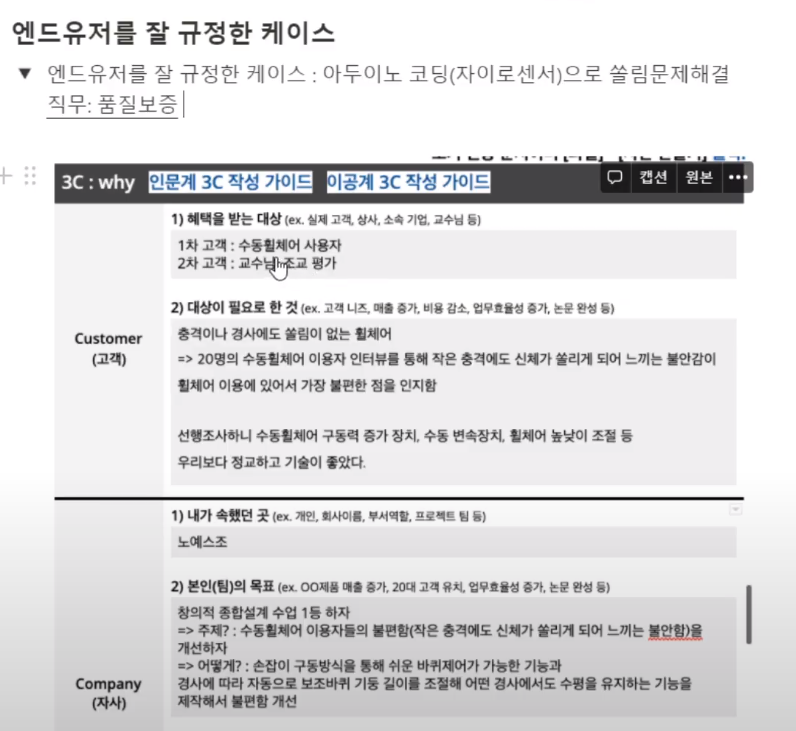 엔드유저를 잘 규정한 케이스
▼ 엔드유저를 잘 규정한 케이스 : 아두이노 코딩(자이로센서)으로 쏠림문제해결
직무: 품질보증
3C : why 인문계 3C 작성 가이드 이공계 3C 작성 가이드 캡션 원본 •••
1) 혜택을 받는 대상 (ex. 실제 고객, 상사, 소속 기업, 교수님 등)
1차 고객 : 수동휠체어 사용자
2차 고객 : 교수님 조교 평가
2) 대상이 필요로 한 것 (ex. 고객 니즈, 매출 증가, 비용 감소, 업무효율성 증가, 논문 완성 등)
Customer
(고객)
충격이나 경사에도 쏠림이 없는 휠체어
=> 20명의 수동휠체어 이용자 인터뷰를 통해 작은 충격에도 신체가 쏠리게 되어 느끼는 불안감이
휠체어 이용에 있어서 가장 불편한 점을 인지함
선행조사하니 수동휠체어 구동력 증가 장치, 수동 변속장치, 휠체어 높낮이 조절 등
우리보다 정교하고 기술이 좋았다.
1) 내가 속했던 곳 (ex. 개인, 회사이름, 부서역할, 프로젝트 팀 등)
노예스조
2) 본인(팀)의 목표 (ex. OO제품 매출 증가, 20대 고객 유치, 업무효율성 증가, 논문 완성 등)
Company
(자사)
창의적 종합설계 수업 1등 하자
=> 주제? : 수동휠체어 이용자들의 불편함(작은 충격에도 신체가 쏠리게 되어 느끼는 불안함)을
개선하자
=> 어떻게? : 손잡이 구동방식을 통해 쉬운 바퀴제어가 가능한 기능과
경사에 따라 자동으로 보조바퀴 기둥 길이를 조절해 어떤 경사에서도 수평을 유지하는 기능을
제작해서 불편함 개선